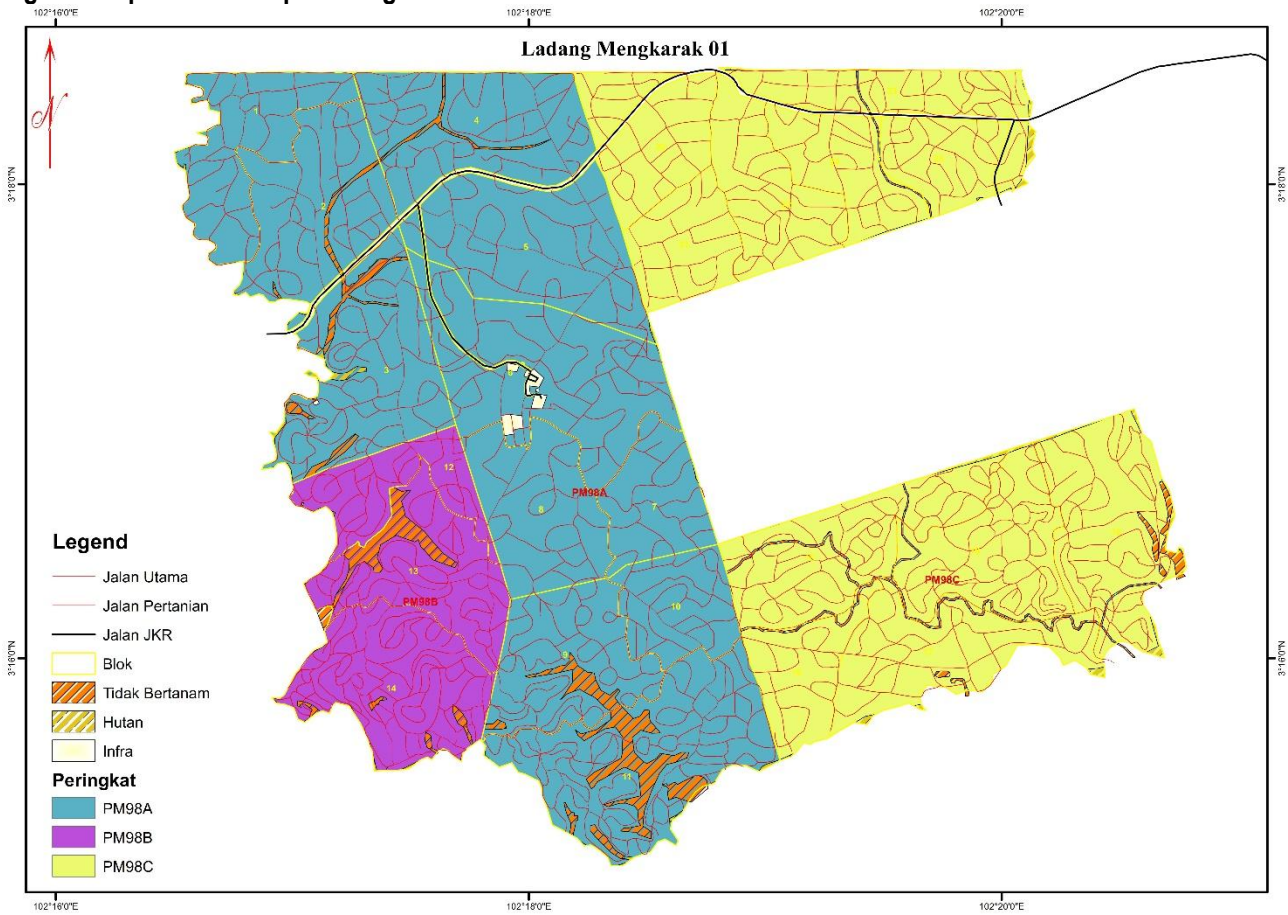 102°16'0"E
102°18'0"E
102°20'0"E
Ladang Mengkarak 01
N
3°18'0"N
3°18'0"N
1
4
2
5
3
6
12
PM98A
8
7
13
PM98B
10
PM98C
9
14
11
3°16'0"N
3°16'0"N
Legend
Jalan Utama
Jalan Pertanian
Jalan JKR
Blok
Tidak Bertanam
Hutan
Infra
Peringkat
PM98A
PM98B
PM98C
102°16'0"E
102°18'0"E
102°20'0"E